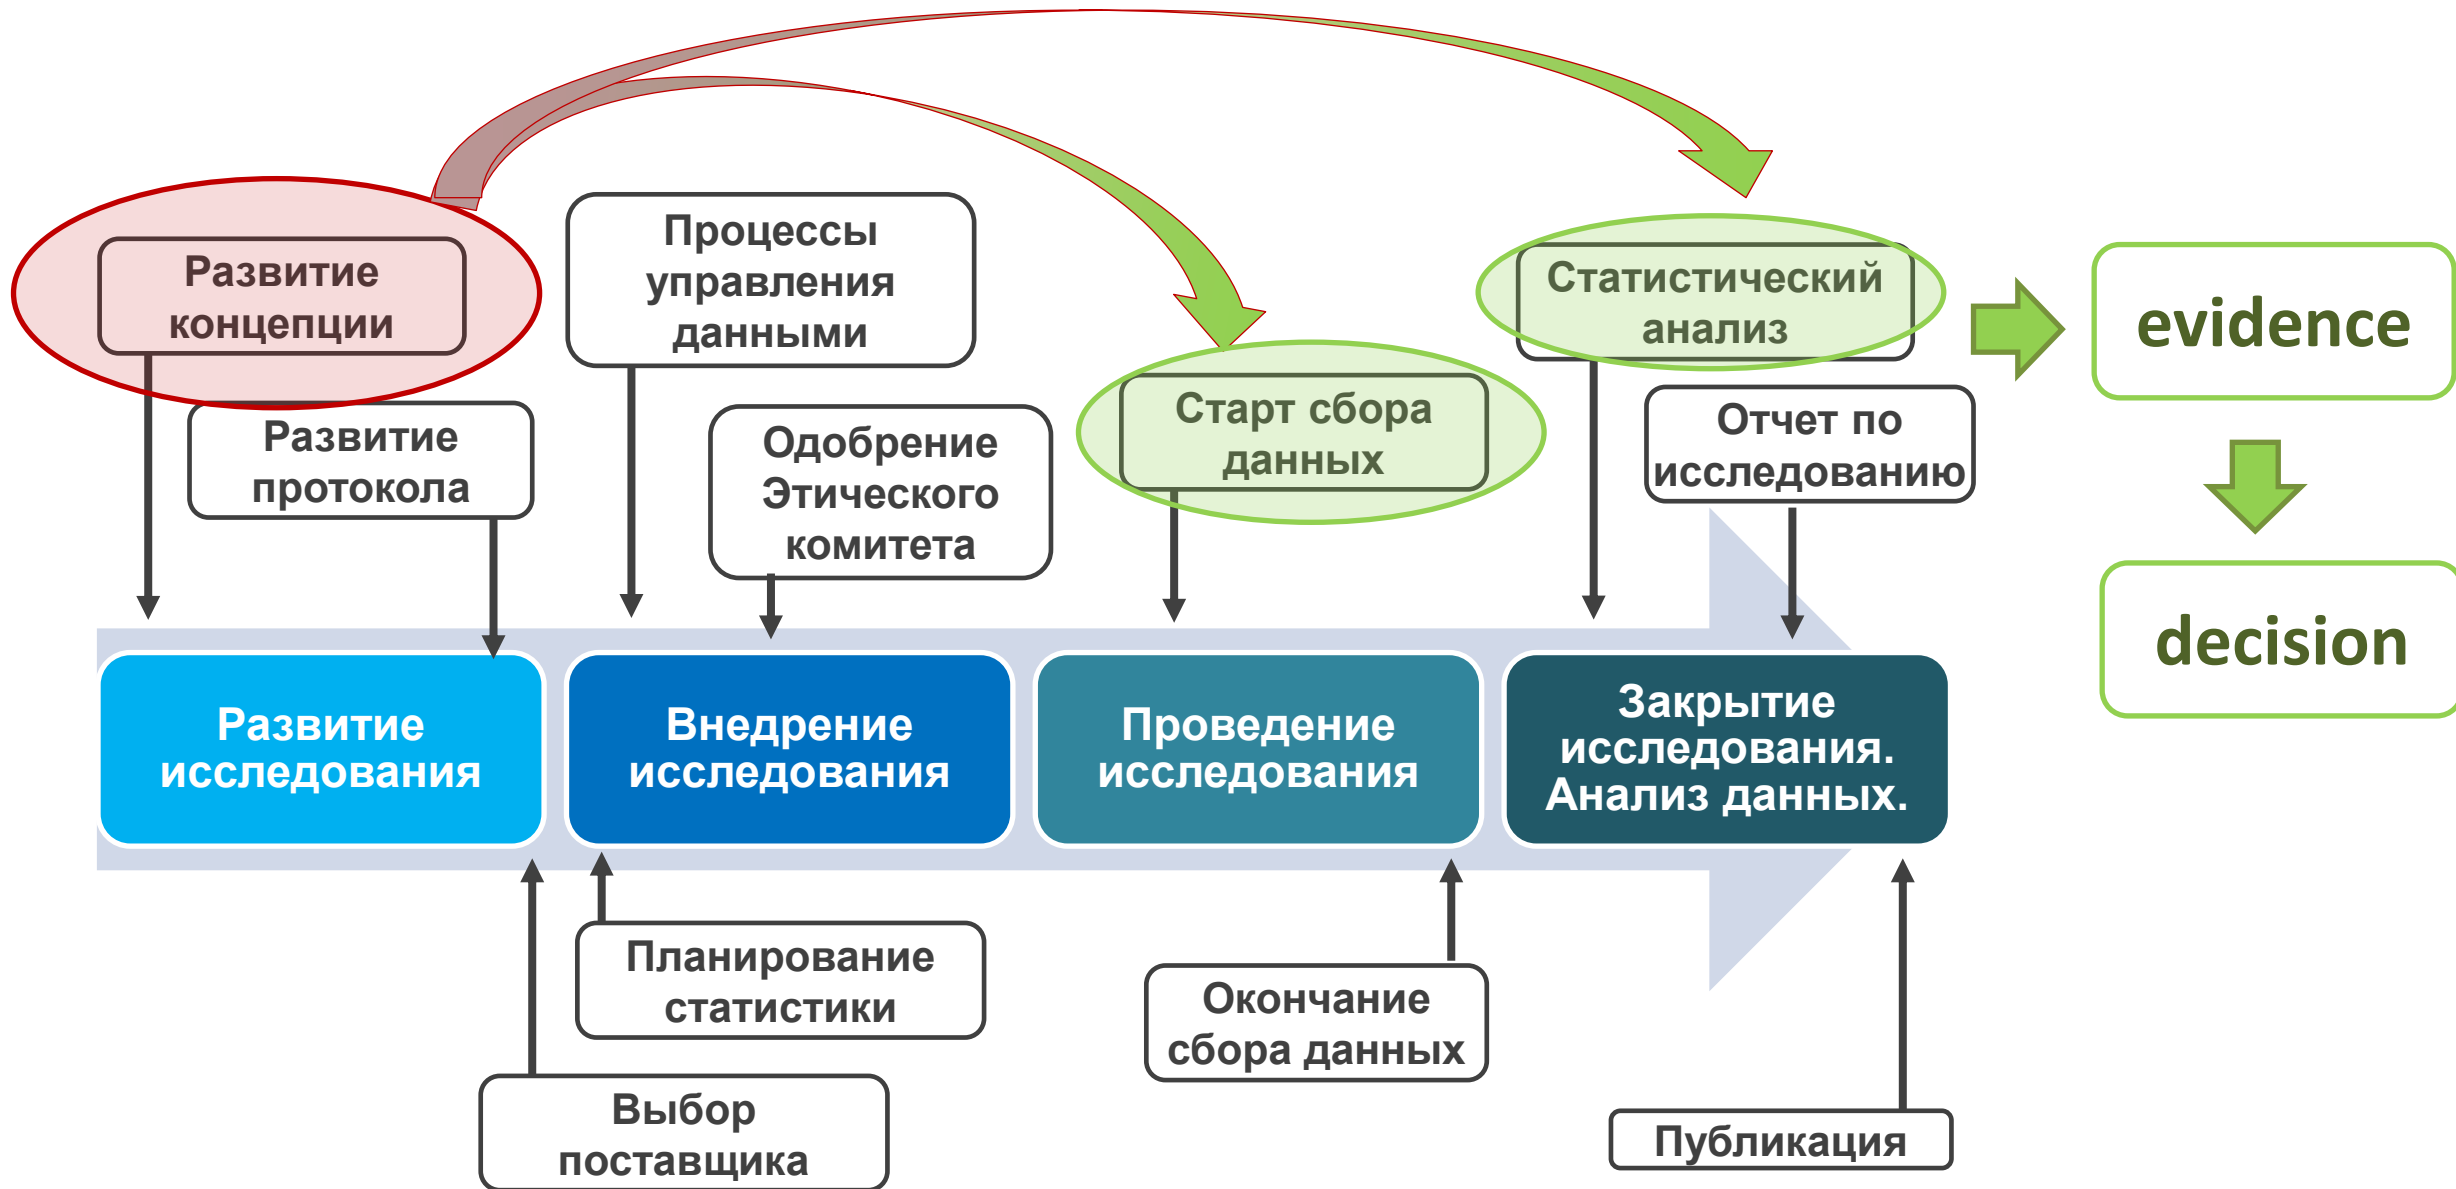 Развитие
концепции
Развитие
протокола
Процессы
управления
данными
Одобрение
Этического
комитета
Старт сбора
данных
Статистический
анализ
Отчет по
исследованию
evidence
decision
Развитие
исследования
Внедрение
исследования
Проведение
исследования
Закрытие
исследования.
Анализ данных.
Планирование
статистики
Выбор
поставщика
Окончание
сбора данных
Публикация